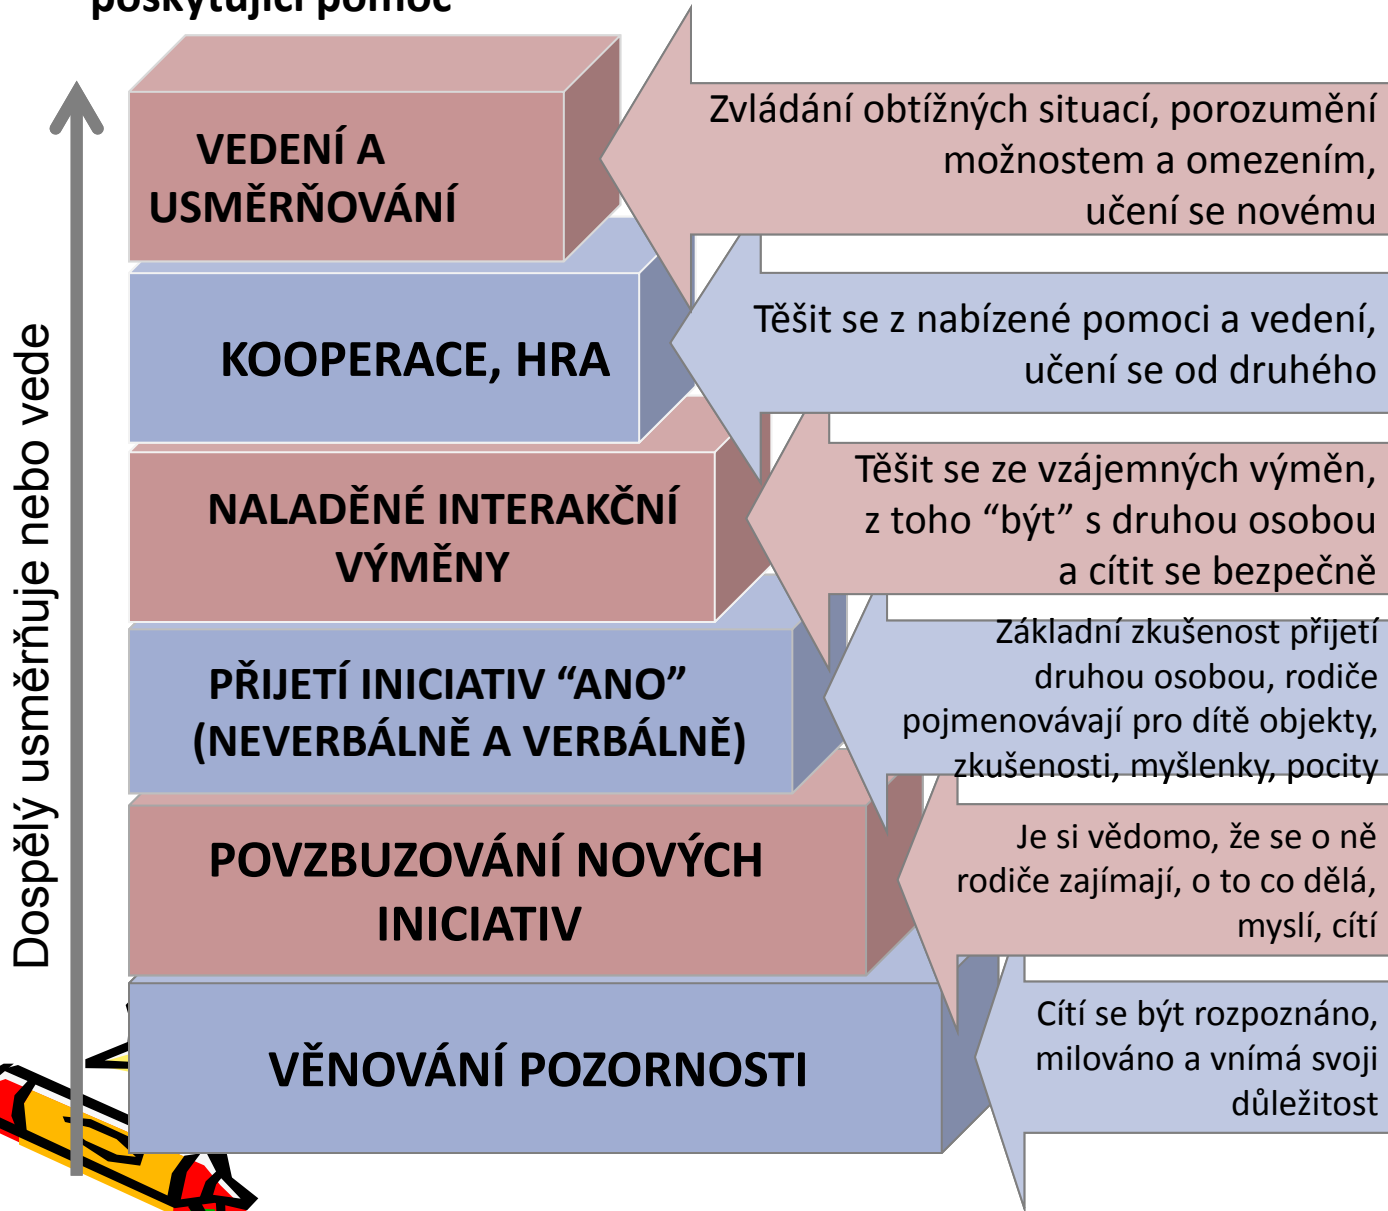 poskytující pomoc
VEDENÍ A
USMĚRŇOVÁNÍ
Zvládání obtížných situací, porozumění
možnostem a omezením,
učení se novému
KOOPERACE, HRA
Těšit se z nabízené pomoci a vedení,
učení se od druhého
NALADĚNÉ INTERAKČNÍ
VÝMĚNY
Těšit se ze vzájemných výměn,
z toho “být” s druhou osobou
a cítit se bezpečně
PŘIJETÍ INICIATIV “ANO”
(NEVERBÁLNĚ A VERBÁLNĚ)
Základní zkušenost přijetí
druhou osobou, rodiče
pojmenovávají pro dítě objekty,
zkušenosti, myšlenky, pocity
POVZBUZOVÁNÍ NOVÝCH
INICIATIV
Je si vědomo, že se o ně
rodiče zajímají, o to co dělá,
myslí, cítí
VĚNOVÁNÍ POZORNOSTI
Cítí se být rozpoznáno,
milováno a vnímá svoji
důležitost
Dospělý usměrňuje nebo vede